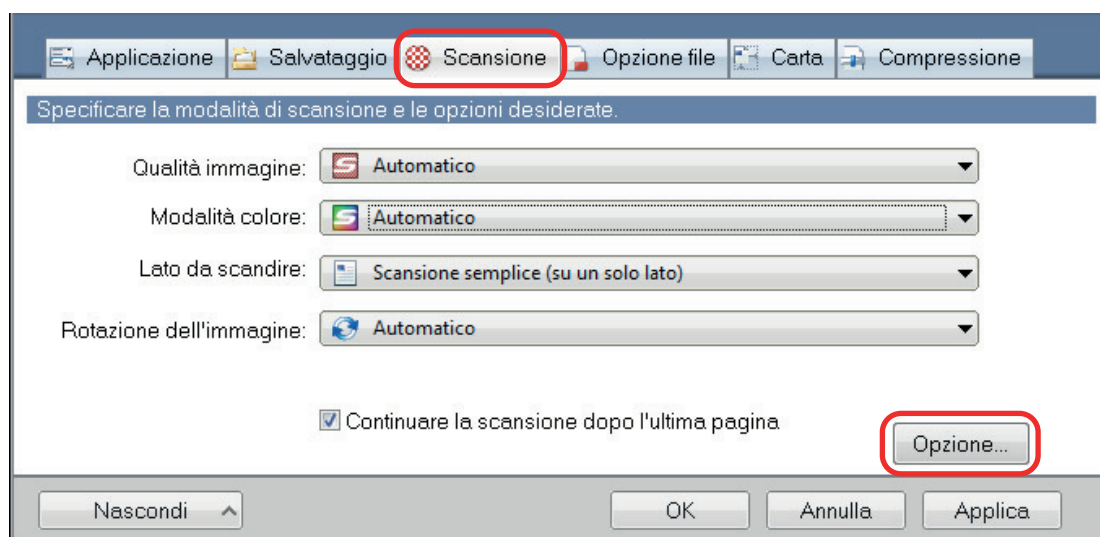 Applicazione Salvataggio Scansione Opzione file Carta Compressione
Specificare la modalità di scansione e le opzioni desiderate.
Qualità immagine: Automatico
Modalità colore: Automatico
Lato da scandire: Scansione semplice (su un solo lato)
Rotazione dell'immagine: Automatico
Continuare la scansione dopo l'ultima pagina
Opzione...
Nascondi OK Annulla Applica